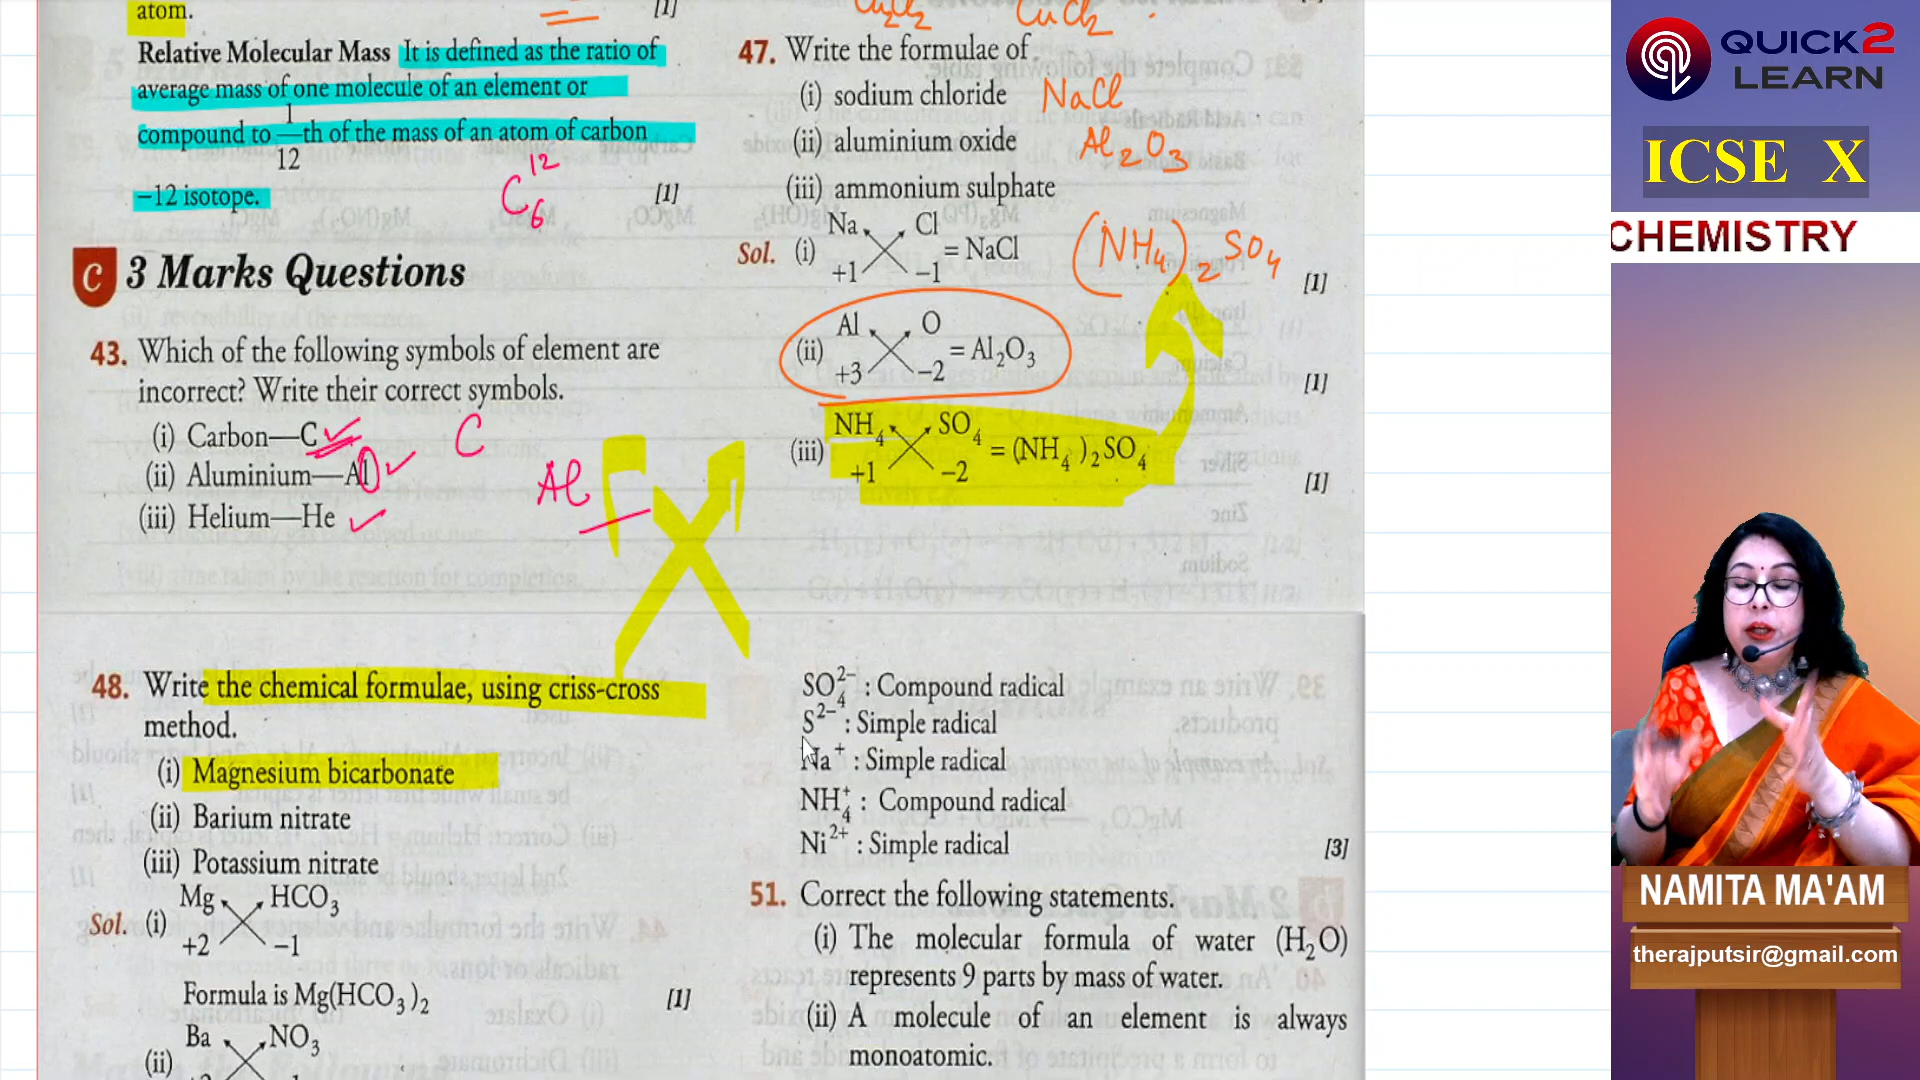 atom.
[1]
Relative Molecular Mass It is defined as the ratio of
average mass of one molecule of an element or
compound to 1/12 th of the mass of an atom of carbon
–12 isotope.
[1]
C 12 6
C 3 Marks Questions
43. Which of the following symbols of element are
incorrect? Write their correct symbols.
(i) Carbon—C
C
(ii) Aluminium—Al
Al
(iii) Helium—He
CuCl2
47. Write the formulae of
(i) sodium chloride NaCl
(ii) aluminium oxide Al2O3
(iii) ammonium sulphate
(NH4)2SO4
Sol. (i) Na Cl = NaCl
+1 –1
[1]
(ii) Al O = Al2O3
+3 –2
[1]
(iii) NH4 SO4 = (NH4)2SO4
+1 –2
[1]
48. Write the chemical formulae, using criss-cross
method.
(i) Magnesium bicarbonate
(ii) Barium nitrate
(iii) Potassium nitrate
Sol. (i) Mg HCO3
+2 –1
Formula is Mg(HCO3)2
[1]
(ii) Ba NO3
SO4 2– : Compound radical
S2– : Simple radical
Na+ : Simple radical
NH4+ : Compound radical
Ni2+ : Simple radical
[3]
51. Correct the following statements.
(i) The molecular formula of water (H2O)
represents 9 parts by mass of water.
(ii) A molecule of an element is always
monoatomic.
QUICK2
LEARN
ICSE X
CHEMISTRY
NAMITA MA'AM
therajputsir@gmail.com